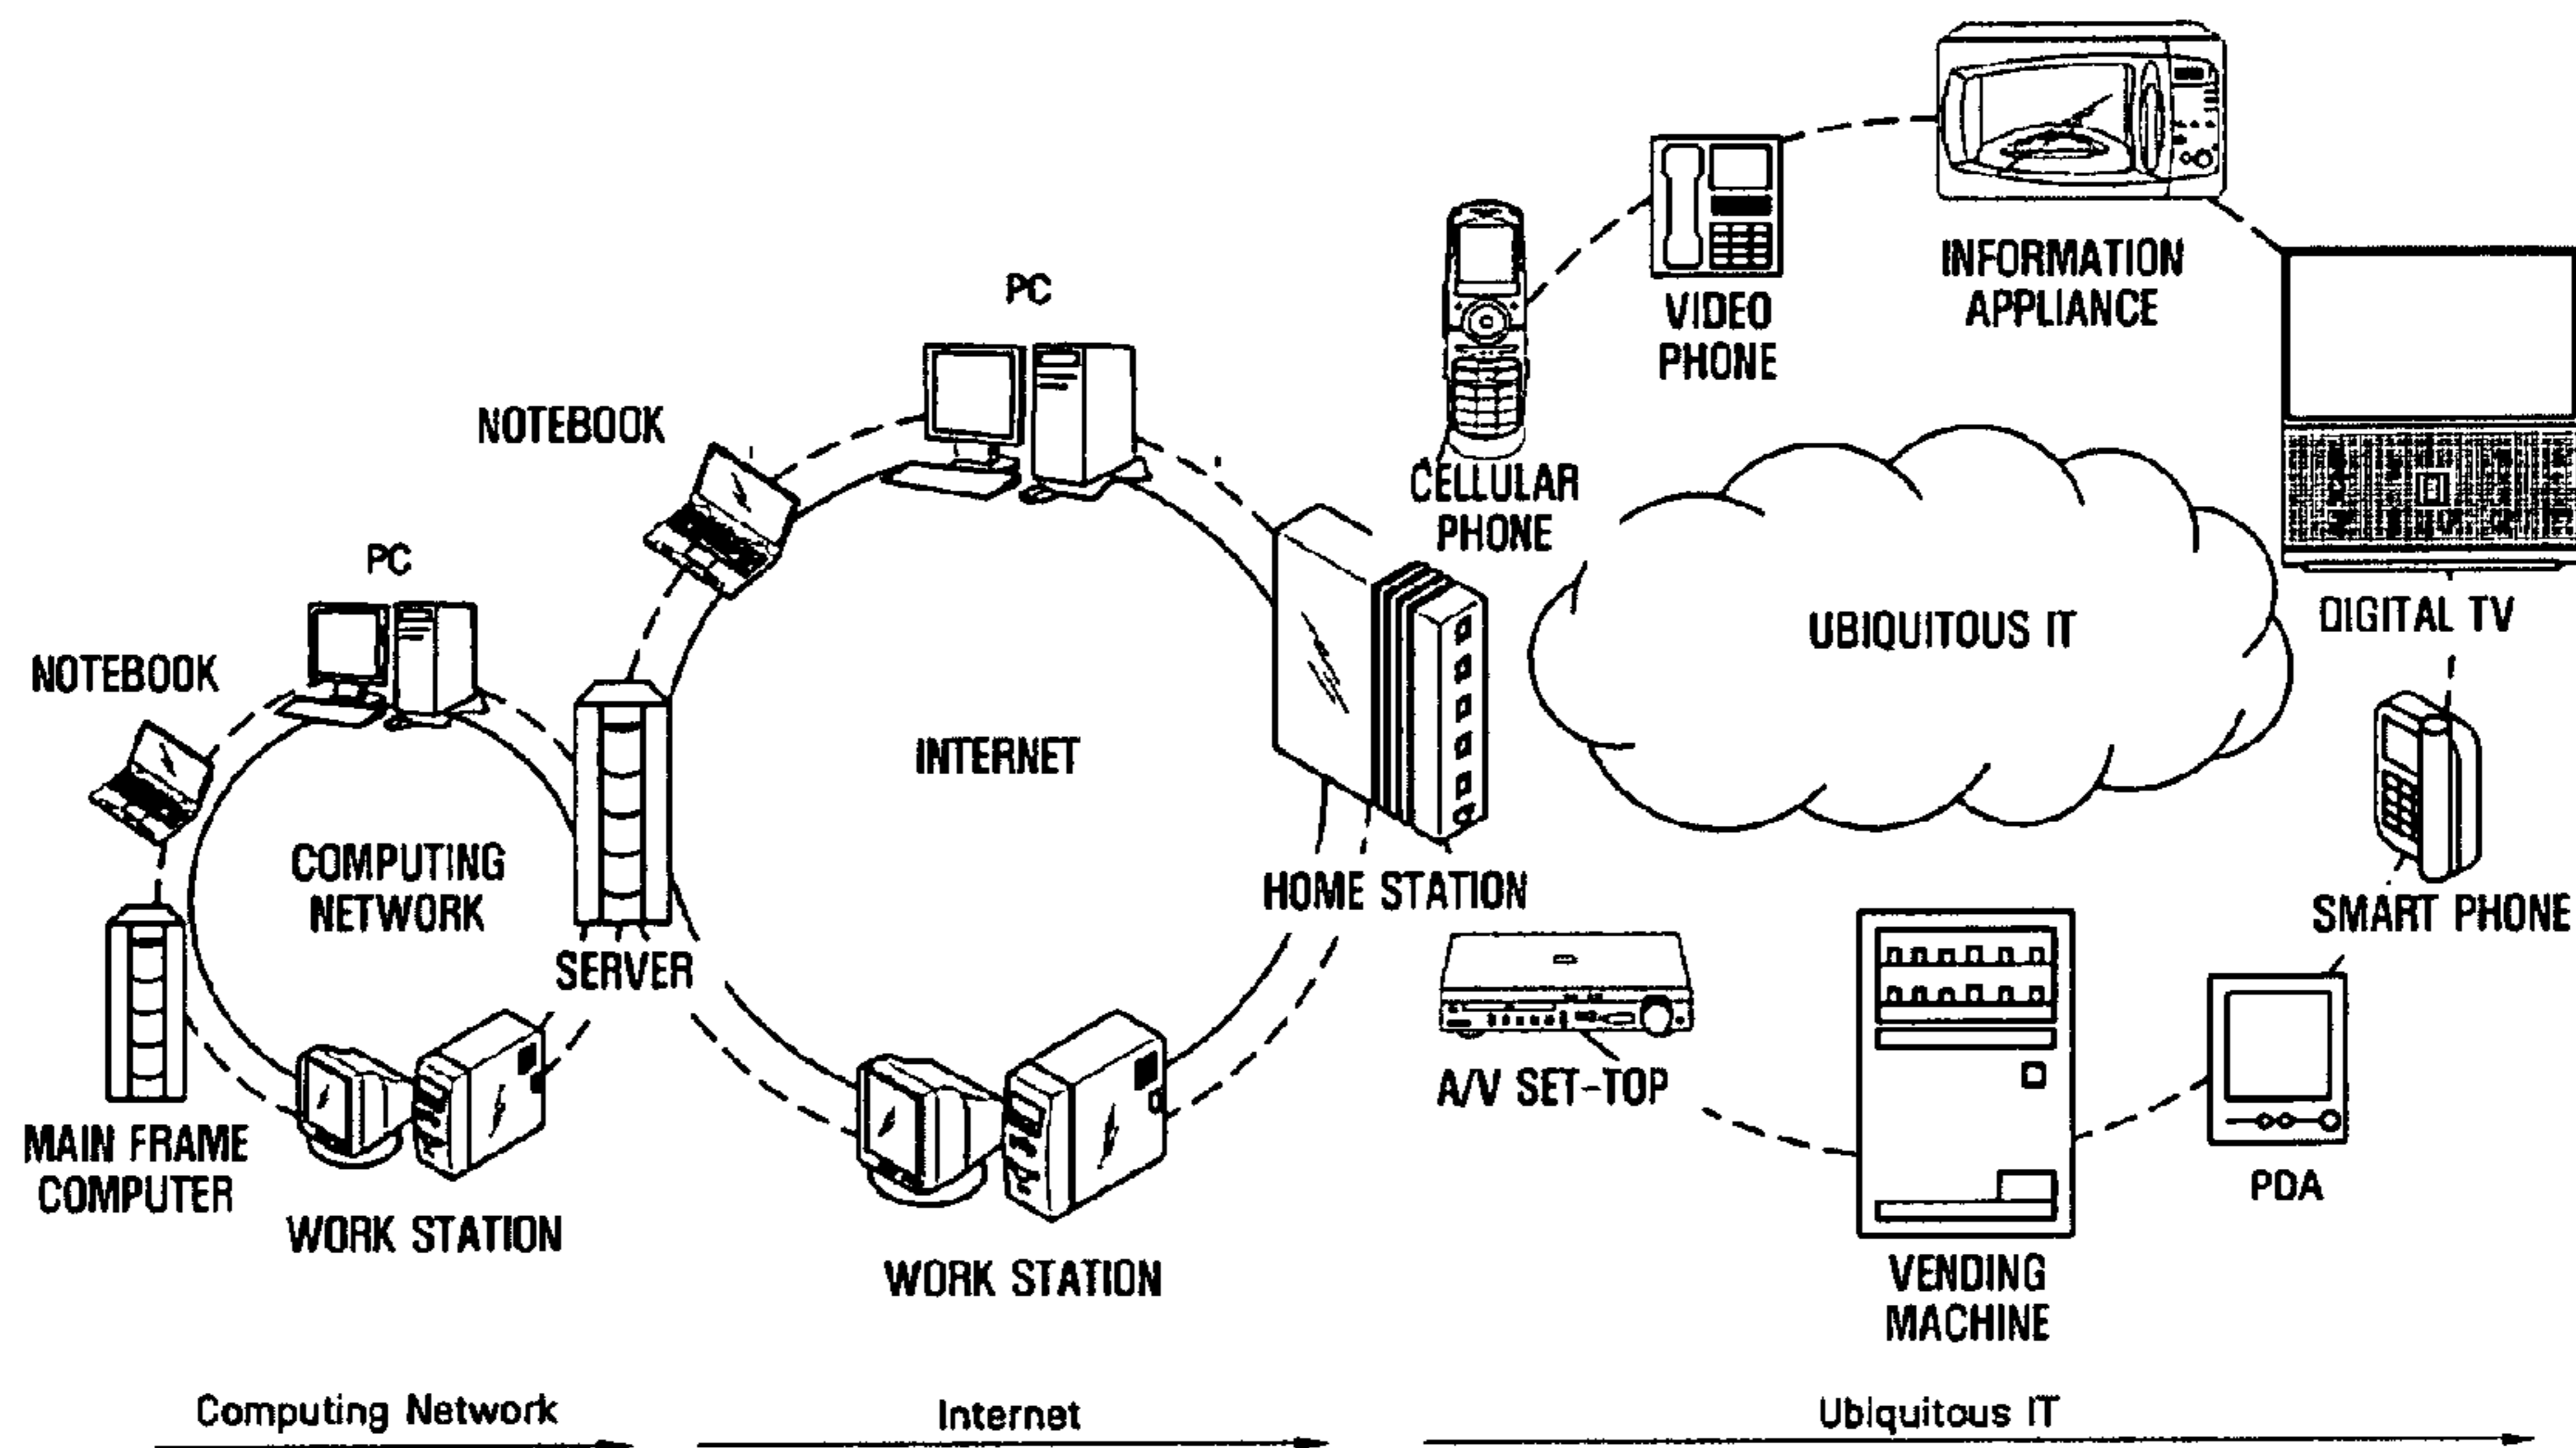 PC
NOTEBOOK
MAIN FRAME
COMPUTER
WORK STATION
COMPUTING
NETWORK
SERVER
NOTEBOOK
PC
INTERNET
WORK STATION
HOME STATION
CELLULAR
PHONE
VIDEO
PHONE
INFORMATION
APPLIANCE
DIGITAL TV
UBIQUITOUS IT
SMART PHONE
A/V SET-TOP
VENDING
MACHINE
PDA
Computing Network
Internet
Ubiquitous IT